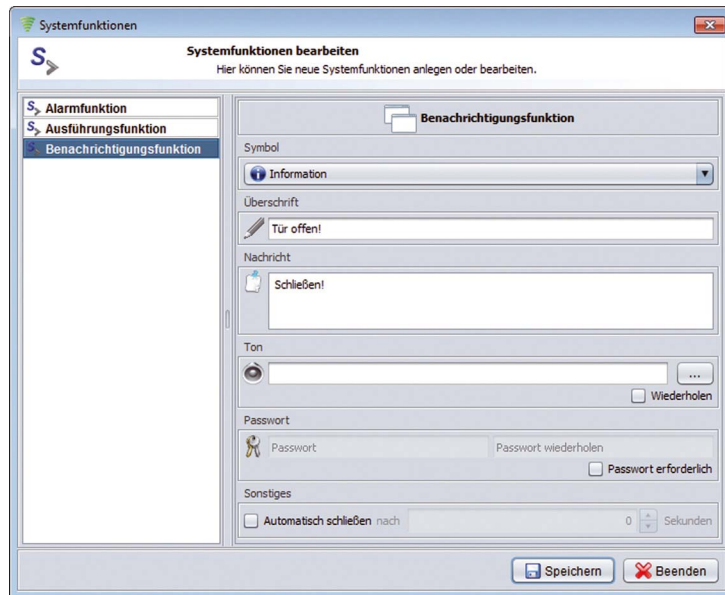 Systemfunktionen
Systemfunktionen bearbeiten
Hier können Sie neue Systemfunktionen anlegen oder bearbeiten.
Alarmfunktion
Ausführungsfunktion
Benachrichtigungsfunktion
Benachrichtigungsfunktion
Symbol
Information
Überschrift
Tür offen!
Nachricht
Schließen!
Ton
...
Wiederholen
Passwort
Passwort Passwort wiederholen
Passwort erforderlich
Sonstiges
Automatisch schließen nach 0 Sekunden
Speichern Beenden